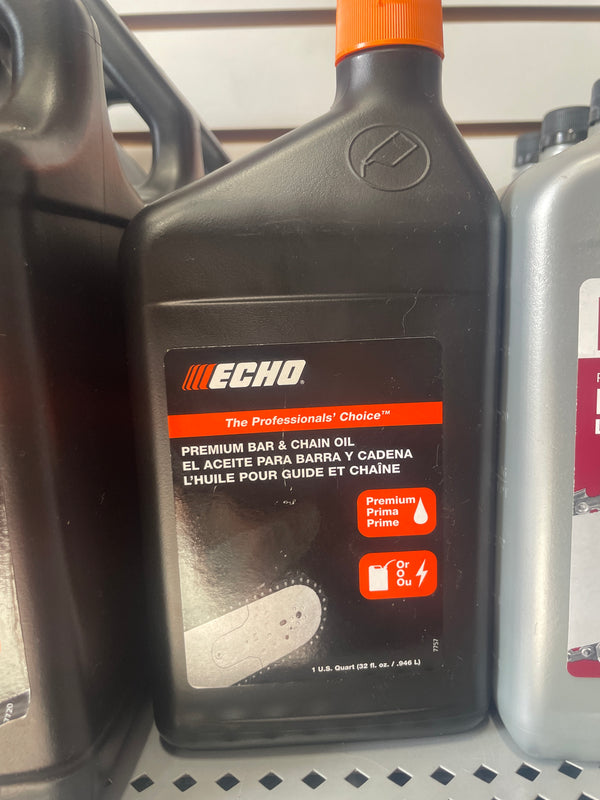 ECHO
The Professionals' Choice™
PREMIUM BAR & CHAIN OIL
EL ACEITE PARA BARRA Y CADENA
L'HUILE POUR GUIDE ET CHAÎNE
Premium
Prima
Prime
Or
O
Ou
1 U.S. Quart (32 fl. oz. / .946 L)
7757
7720